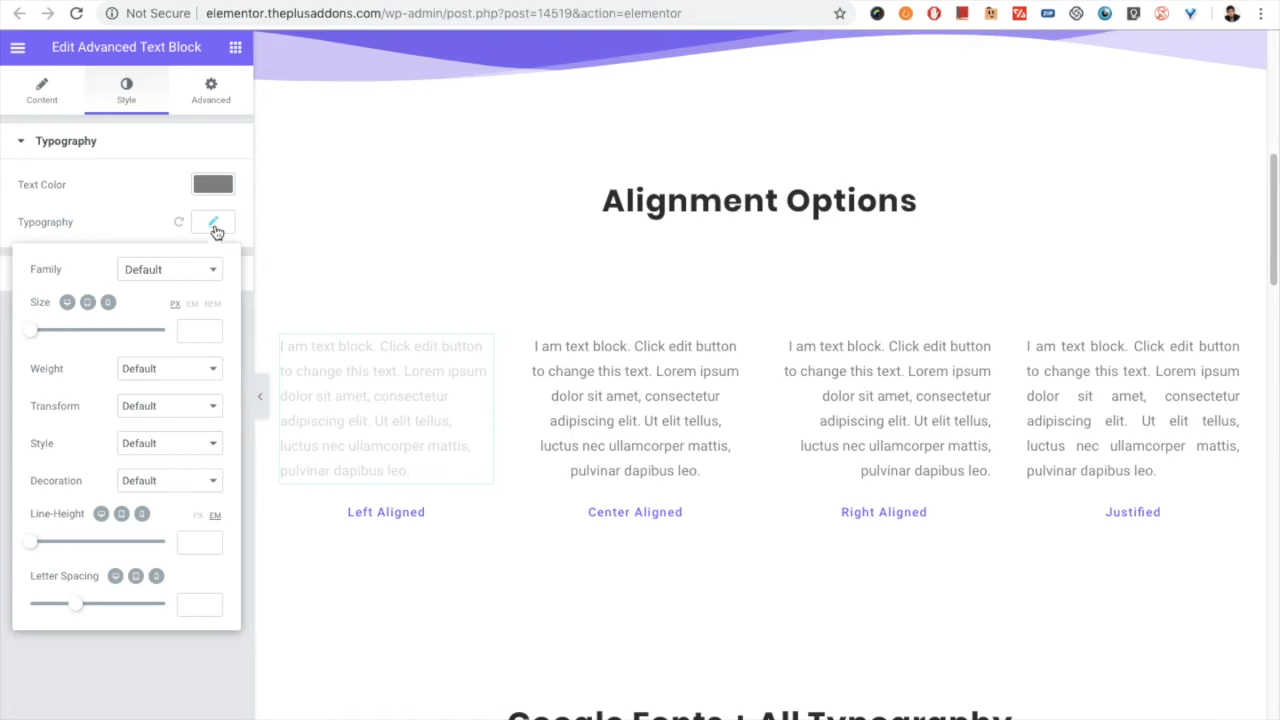 Not Secure
elementor.theplusaddons.com/wp-admin/post.php?post=14519&action=elementor
ZIP
Edit Advanced Text Block
Content
Style
Advanced
Typography
Text Color
Typography
Family
Default
Size
PX EM REM
Weight
Default
Transform
Default
Style
Default
Decoration
Default
Line-Height
PX EM
Letter Spacing
Alignment Options
I am text block. Click edit button
to change this text. Lorem ipsum
dolor sit amet, consectetur
adipiscing elit. Ut elit tellus,
luctus nec ullamcorper mattis,
pulvinar dapibus leo.
Left Aligned
I am text block. Click edit button
to change this text. Lorem ipsum
dolor sit amet, consectetur
adipiscing elit. Ut elit tellus,
luctus nec ullamcorper mattis,
pulvinar dapibus leo.
Center Aligned
I am text block. Click edit button
to change this text. Lorem ipsum
dolor sit amet, consectetur
adipiscing elit. Ut elit tellus,
luctus nec ullamcorper mattis,
pulvinar dapibus leo.
Right Aligned
I am text block. Click edit button
to change this text. Lorem ipsum
dolor sit amet, consectetur
adipiscing elit. Ut elit tellus,
luctus nec ullamcorper mattis,
pulvinar dapibus leo.
Justified
Google Fonts + All Typography